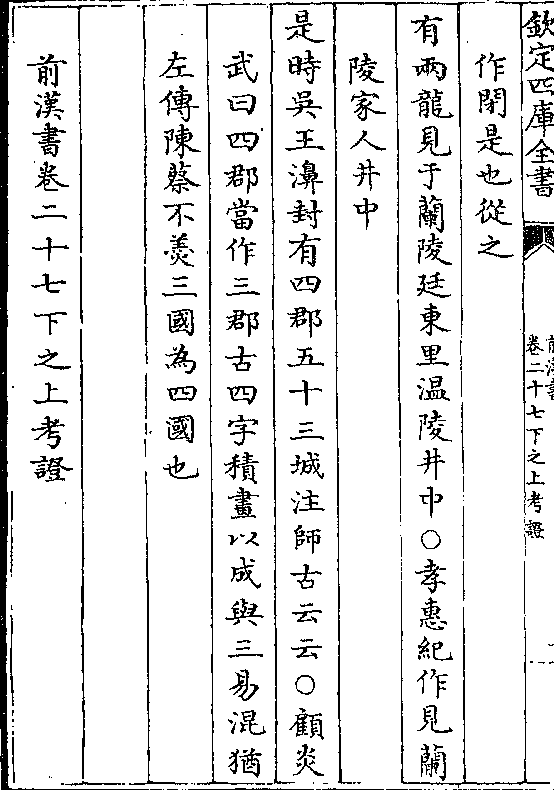 欽定四庫全書
前漢書
卷二十七下之上考證
作閉是也從之
有兩龍見于蘭陵廷東里温陵井中○孝惠紀作見蘭
陵家人井中
是時吳王濞封有四郡五十三城注師古云云○顧炎
武曰四郡當作三郡古四字積畫以成與三易混猶
左傳陳蔡不羮三國為四國也
前漢書卷二十七下之上考證